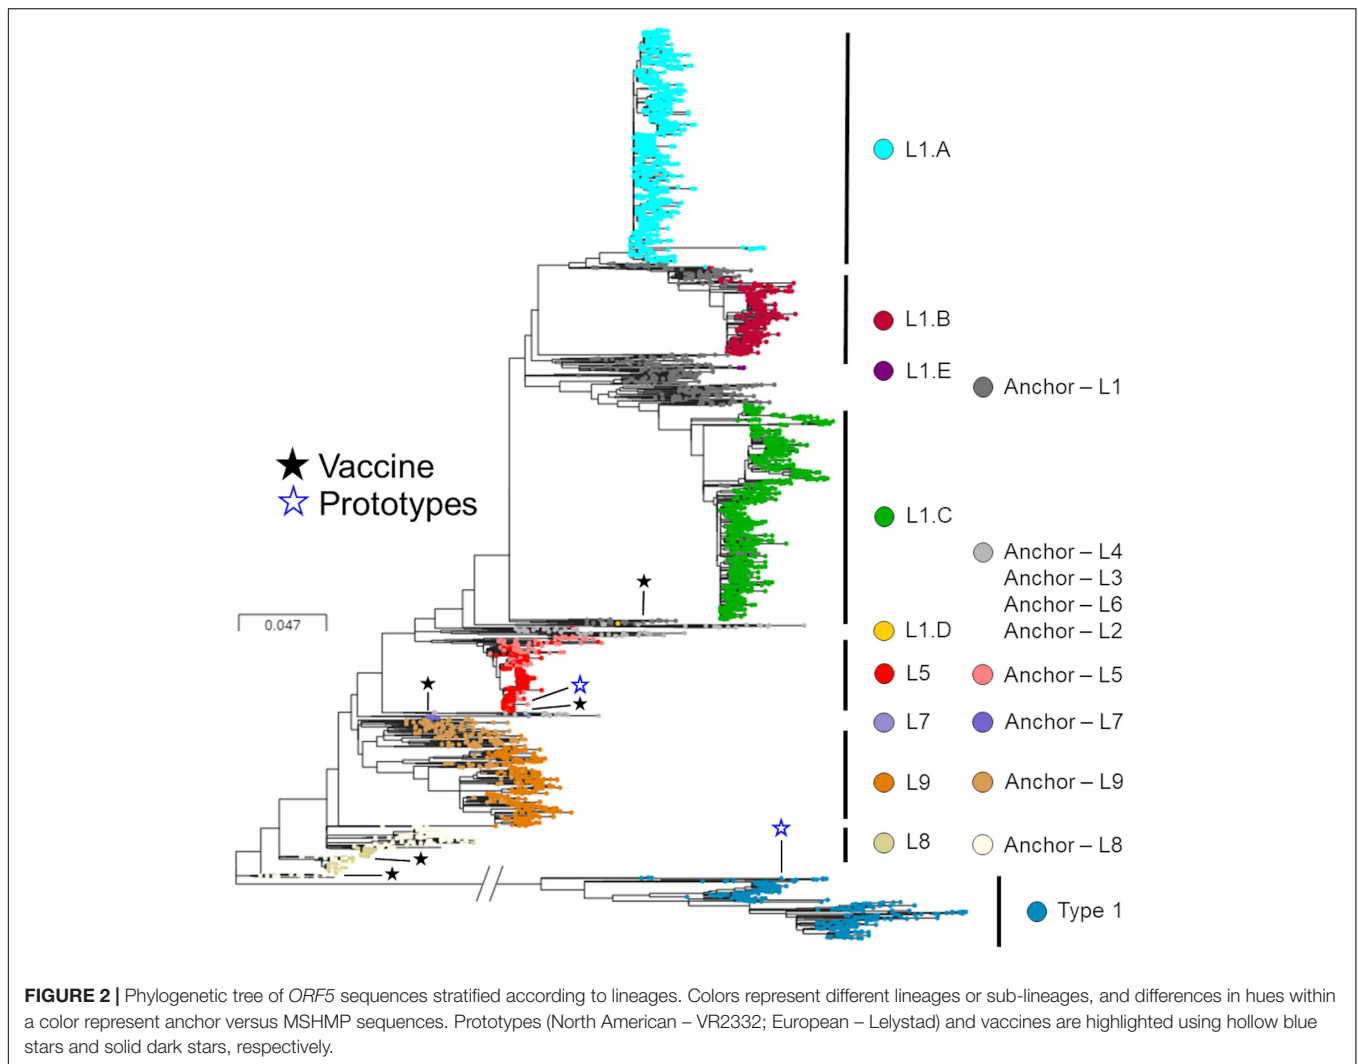 L1.A
L1.B
L1.E
Anchor – L1
★ Vaccine
☆ Prototypes
L1.C
Anchor – L4
Anchor – L3
Anchor – L6
0.047
L1.D
Anchor – L2
L5
Anchor – L5
L7
Anchor – L7
L9
Anchor – L9
L8
Anchor – L8
Type 1
FIGURE 2 | Phylogenetic tree of ORF5 sequences stratified according to lineages. Colors represent different lineages or sub-lineages, and differences in hues within
a color represent anchor versus MSHMP sequences. Prototypes (North American – VR2332; European – Lelystad) and vaccines are highlighted using hollow blue
stars and solid dark stars, respectively.